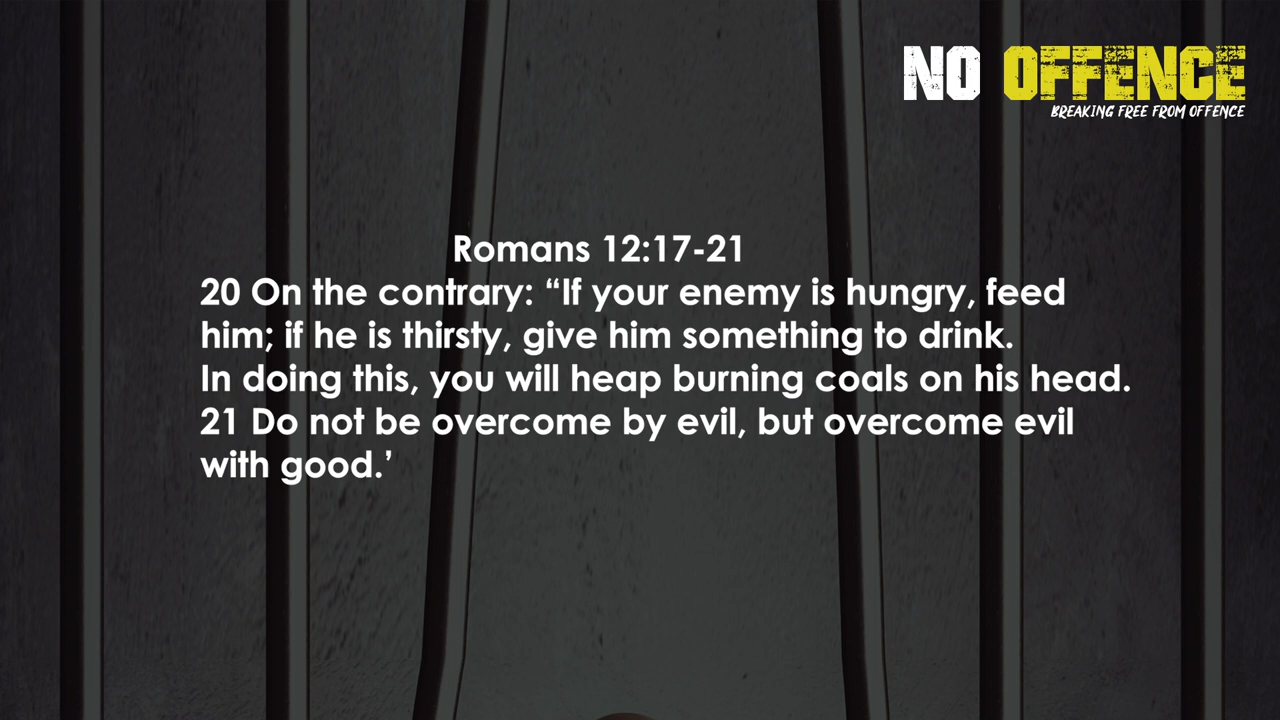 NO OFFENCE
BREAKING FREE FROM OFFENCE
Romans 12:17-21
20 On the contrary: “If your enemy is hungry, feed
him; if he is thirsty, give him something to drink.
In doing this, you will heap burning coals on his head.
21 Do not be overcome by evil, but overcome evil
with good.’